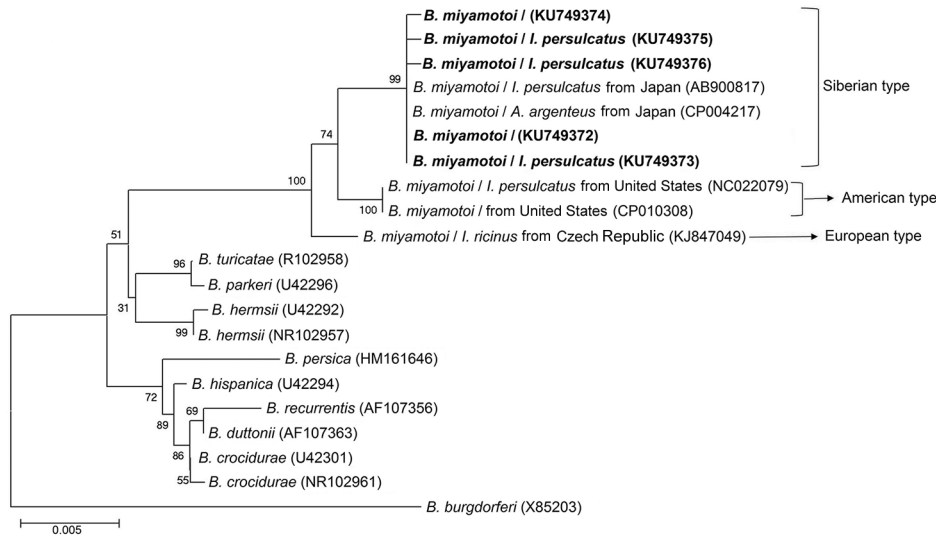 B. miyamotoi / (KU749374)
B. miyamotoi / I. persulcatus (KU749375)
B. miyamotoi / I. persulcatus (KU749376)
99
B. miyamotoi / I. persulcatus from Japan (AB900817)
Siberian type
B. miyamotoi / A. argenteus from Japan (CP004217)
74
B. miyamotoi / (KU749372)
B. miyamotoi / I. persulcatus (KU749373)
100
B. miyamotoi / I. persulcatus from United States (NC022079)
American type
100
B. miyamotoi / from United States (CP010308)
B. miyamotoi / I. ricinus from Czech Republic (KJ847049)
European type
51
B. turicatae (R102958)
96
B. parkeri (U42296)
31
B. hermsii (U42292)
99
B. hermsii (NR102957)
B. persica (HM161646)
72
B. hispanica (U42294)
89
69
B. recurrentis (AF107356)
B. duttonii (AF107363)
86
B. crocidurae (U42301)
55
B. crocidurae (NR102961)
B. burgdorferi (X85203)
0.005